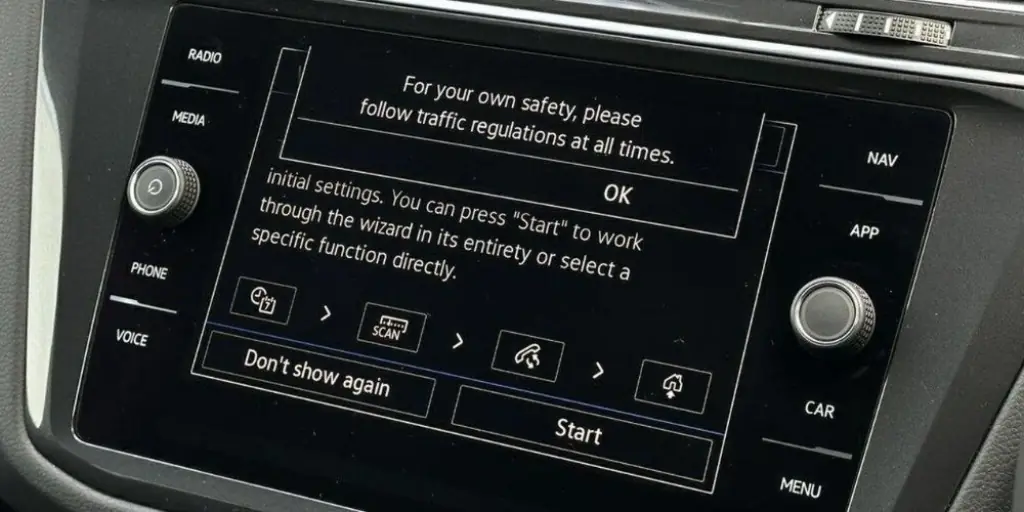 RADIO
MEDIA
PHONE
VOICE
For your own safety, please
follow traffic regulations at all times.
OK
initial settings. You can press "Start" to work
through the wizard in its entirety or select a
specific function directly.
7
SCAN
Don't show again
Start
NAV
APP
CAR
MENU